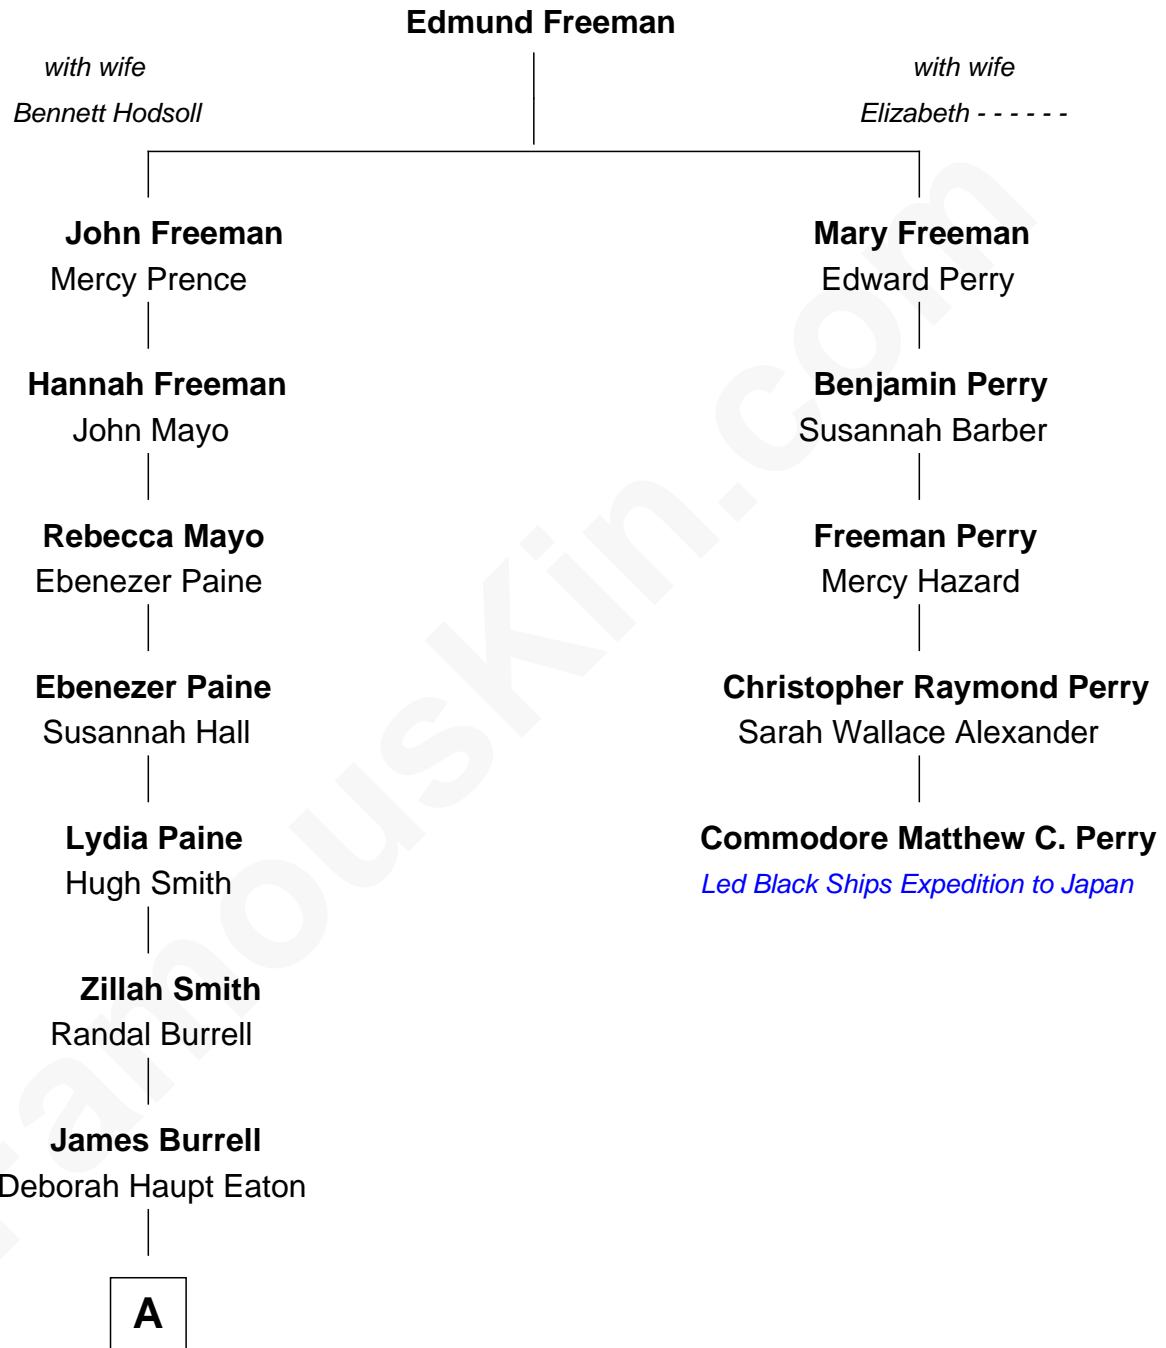 Edmund Freeman
with wife
Bennett Hodsoll
with wife
Elizabeth - - - - - -
John Freeman
Mercy Prence
Mary Freeman
Edward Perry
Hannah Freeman
John Mayo
Benjamin Perry
Susannah Barber
Rebecca Mayo
Ebenezer Paine
Freeman Perry
Mercy Hazard
Ebenezer Paine
Susannah Hall
Christopher Raymond Perry
Sarah Wallace Alexander
Lydia Paine
Hugh Smith
Commodore Matthew C. Perry
Led Black Ships Expedition to Japan
Zillah Smith
Randal Burrell
James Burrell
Deborah Haupt Eaton
A
FamousKin.com